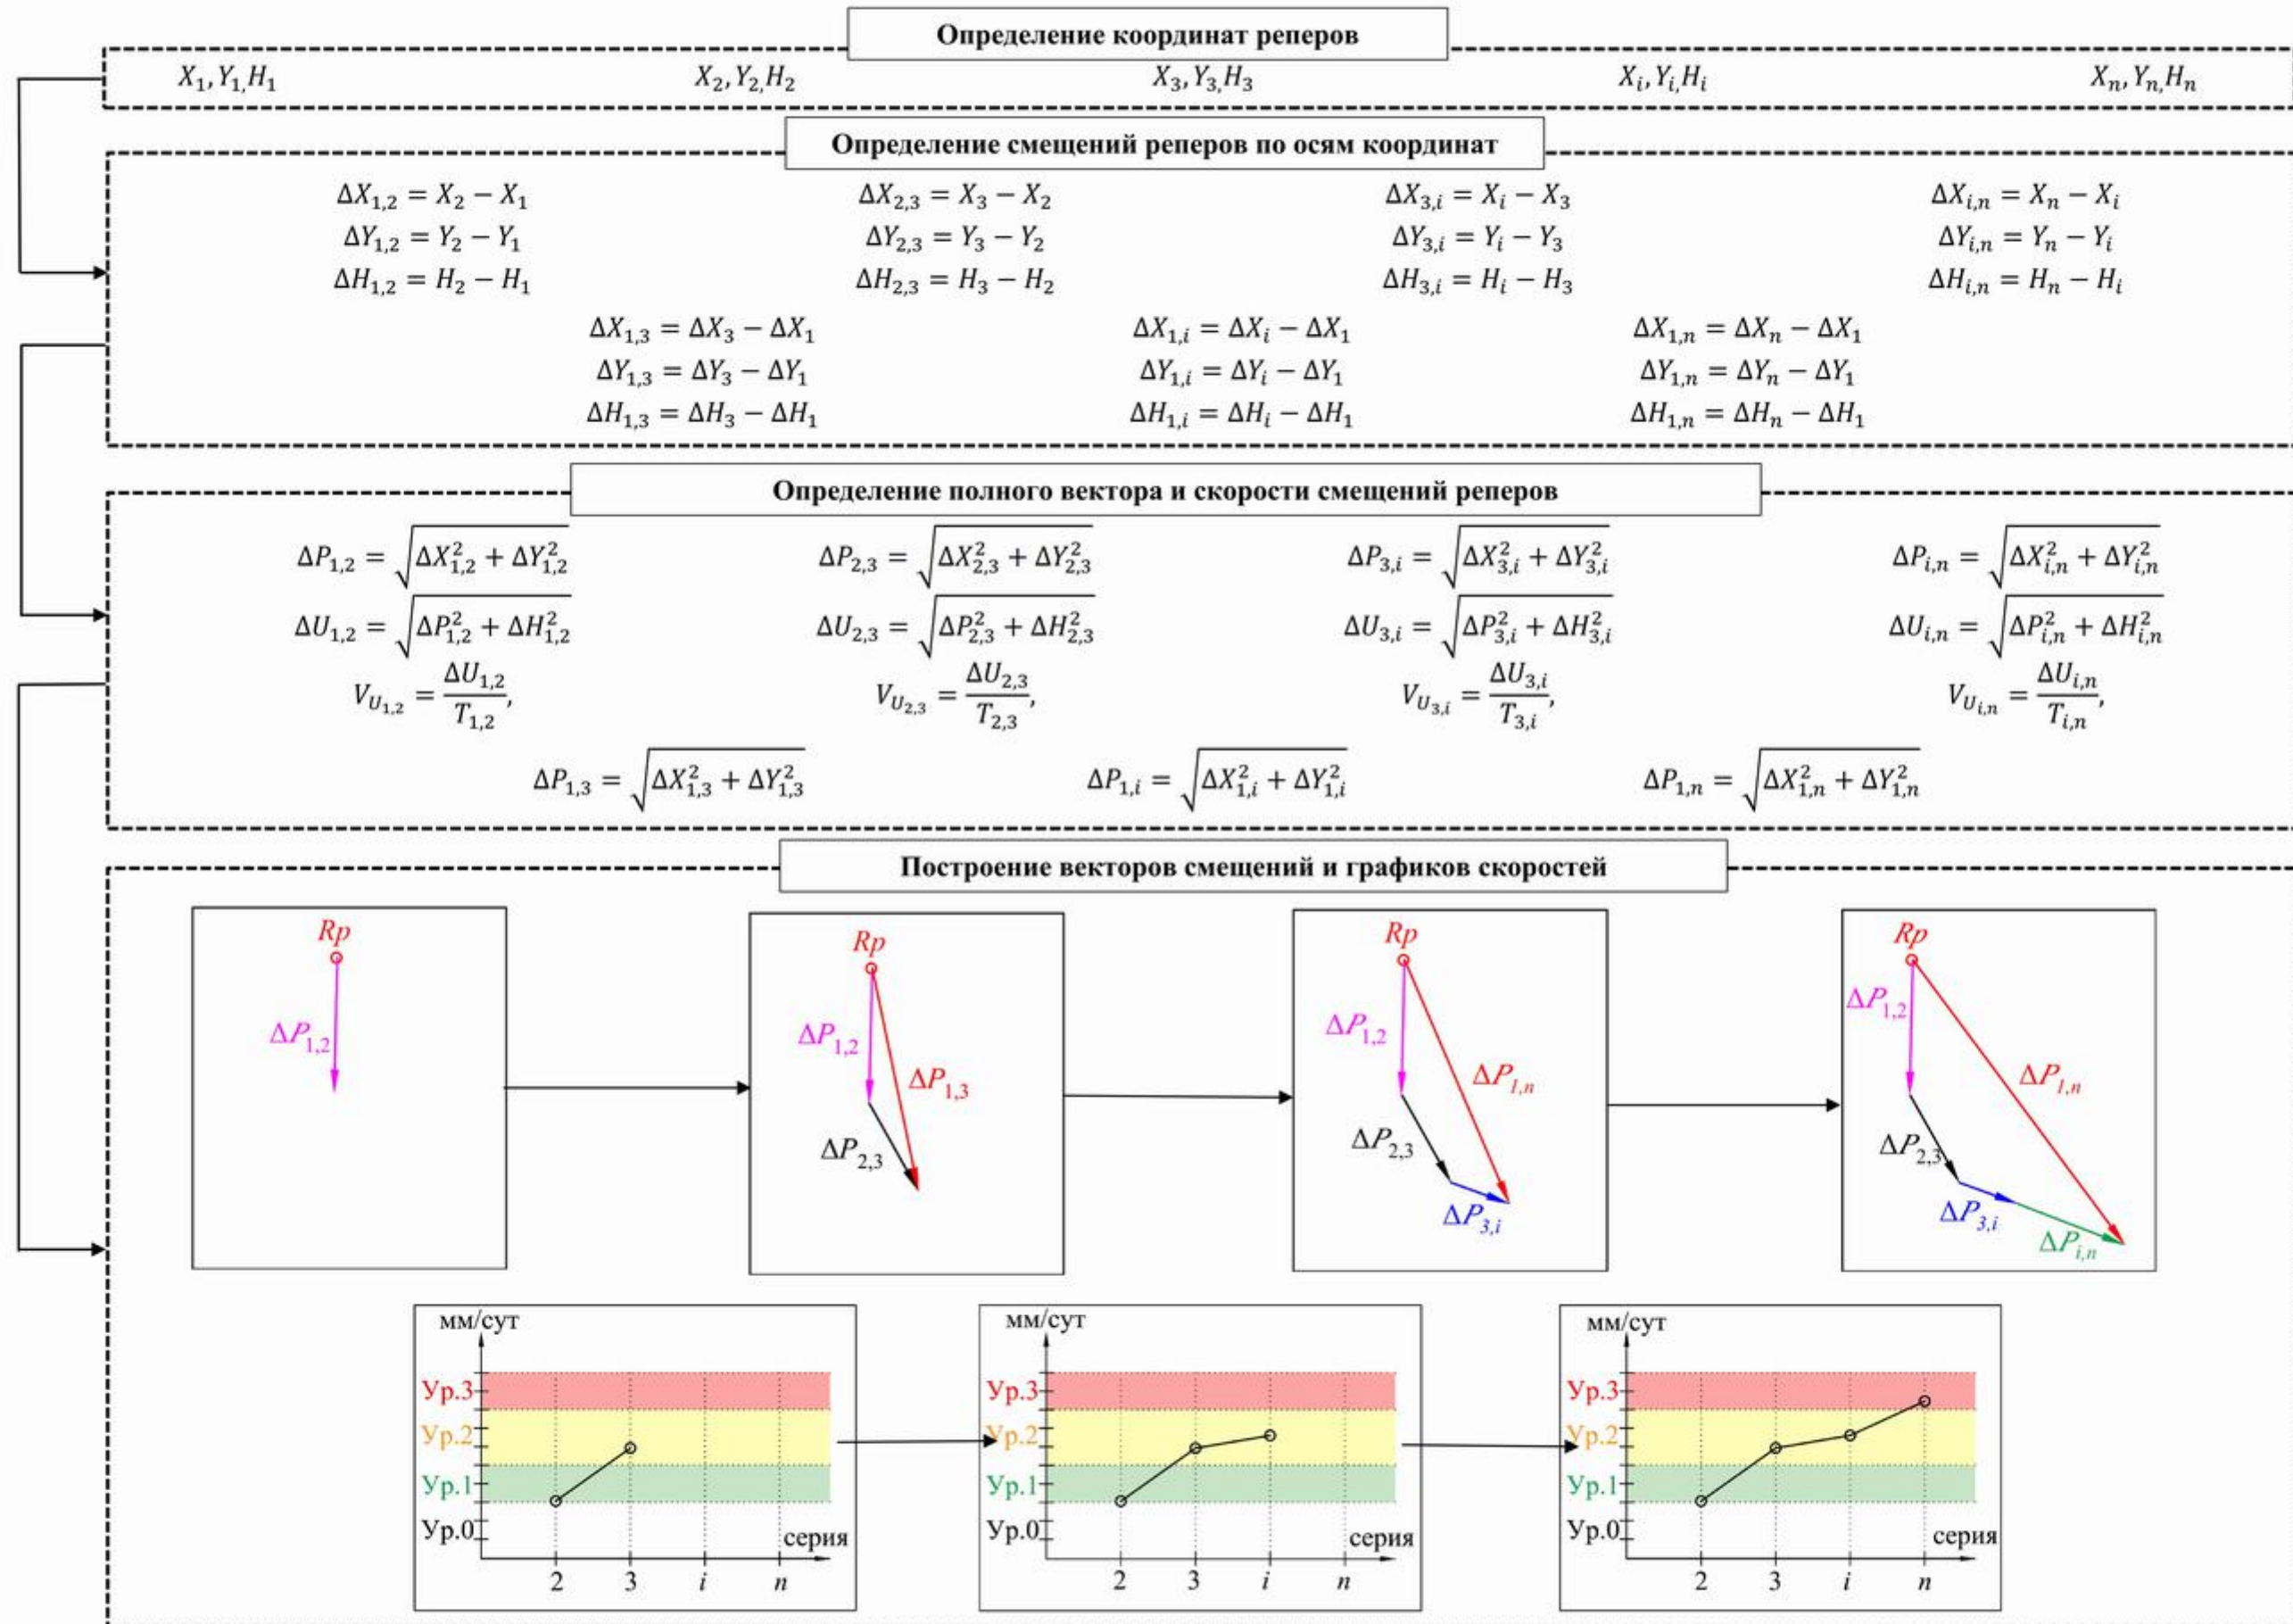 Определение координат реперов
X₁, Y₁,H₁ X₂, Y₂,H₂ X₃, Y₃,H₃ Xᵢ, Yᵢ,Hᵢ Xₙ, Yₙ,Hₙ
Определение смещений реперов по осям координат
ΔX₁,₂ = X₂ − X₁ ΔX₂,₃ = X₃ − X₂ ΔX₃,ᵢ = Xᵢ − X₃ ΔXᵢ,ₙ = Xₙ − Xᵢ
ΔY₁,₂ = Y₂ − Y₁ ΔY₂,₃ = Y₃ − Y₂ ΔY₃,ᵢ = Yᵢ − Y₃ ΔYᵢ,ₙ = Yₙ − Yᵢ
ΔH₁,₂ = H₂ − H₁ ΔH₂,₃ = H₃ − H₂ ΔH₃,ᵢ = Hᵢ − H₃ ΔHᵢ,ₙ = Hₙ − Hᵢ
ΔX₁,₃ = ΔX₃ − ΔX₁ ΔX₁,ᵢ = ΔXᵢ − ΔX₁ ΔX₁,ₙ = ΔXₙ − ΔX₁
ΔY₁,₃ = ΔY₃ − ΔY₁ ΔY₁,ᵢ = ΔYᵢ − ΔY₁ ΔY₁,ₙ = ΔYₙ − ΔY₁
ΔH₁,₃ = ΔH₃ − ΔH₁ ΔH₁,ᵢ = ΔHᵢ − ΔH₁ ΔH₁,ₙ = ΔHₙ − ΔH₁
Определение полного вектора и скорости смещений реперов
ΔP₁,₂ = √(ΔX²₁,₂ + ΔY²₁,₂) ΔP₂,₃ = √(ΔX²₂,₃ + ΔY²₂,₃) ΔP₃,ᵢ = √(ΔX²₃,ᵢ + ΔY²₃,ᵢ) ΔPᵢ,ₙ = √(ΔX²ᵢ,ₙ + ΔY²ᵢ,ₙ)
ΔU₁,₂ = √(ΔP²₁,₂ + ΔH²₁,₂) ΔU₂,₃ = √(ΔP²₂,₃ + ΔH²₂,₃) ΔU₃,ᵢ = √(ΔP²₃,ᵢ + ΔH²₃,ᵢ) ΔUᵢ,ₙ = √(ΔP²ᵢ,ₙ + ΔH²ᵢ,ₙ)
V_U₁,₂ = ΔU₁,₂/T₁,₂, V_U₂,₃ = ΔU₂,₃/T₂,₃, V_U₃,ᵢ = ΔU₃,ᵢ/T₃,ᵢ, V_Uᵢ,ₙ = ΔUᵢ,ₙ/Tᵢ,ₙ,
ΔP₁,₃ = √(ΔX²₁,₃ + ΔY²₁,₃) ΔP₁,ᵢ = √(ΔX²₁,ᵢ + ΔY²₁,ᵢ) ΔP₁,ₙ = √(ΔX²₁,ₙ + ΔY²₁,ₙ)
Построение векторов смещений и графиков скоростей
Rp
ΔP₁,₂
Rp
ΔP₁,₂
ΔP₁,₃
ΔP₂,₃
Rp
ΔP₁,₂
ΔP₁,ₙ
ΔP₂,₃
ΔP₃,ᵢ
Rp
ΔP₁,₂
ΔP₁,ₙ
ΔP₂,₃
ΔP₃,ᵢ
ΔPᵢ,ₙ
мм/сут
Ур.3
Ур.2
Ур.1
Ур.0
серия
2 3 i n
мм/сут
Ур.3
Ур.2
Ур.1
Ур.0
серия
2 3 i n
мм/сут
Ур.3
Ур.2
Ур.1
Ур.0
серия
2 3 i n